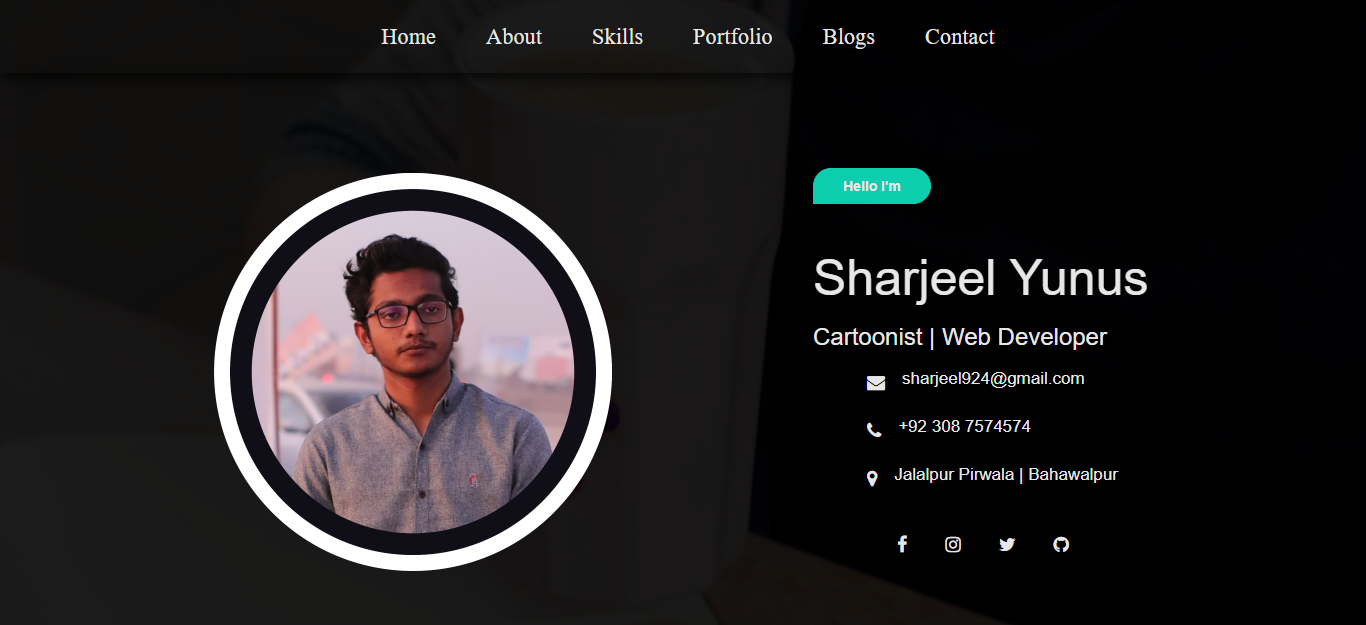 Home About Skills Portfolio Blogs Contact
Hello I'm
Sharjeel Yunus
Cartoonist | Web Developer
sharjeel924@gmail.com
+92 308 7574574
Jalalpur Pirwala | Bahawalpur